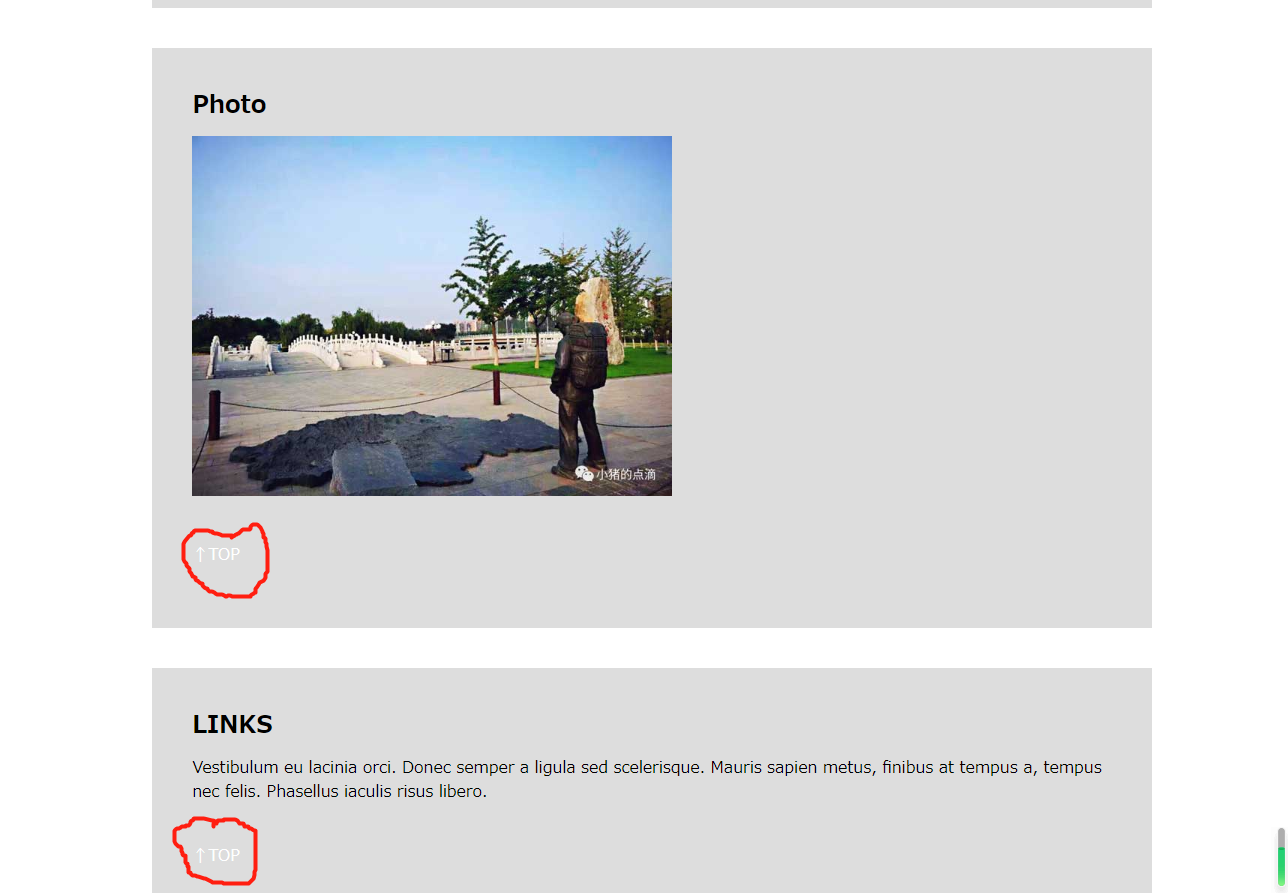 Photo
小猪的点滴
↑TOP
LINKS
Vestibulum eu lacinia orci. Donec semper a ligula sed scelerisque. Mauris sapien metus, finibus at tempus a, tempus
nec felis. Phasellus iaculis risus libero.
↑TOP